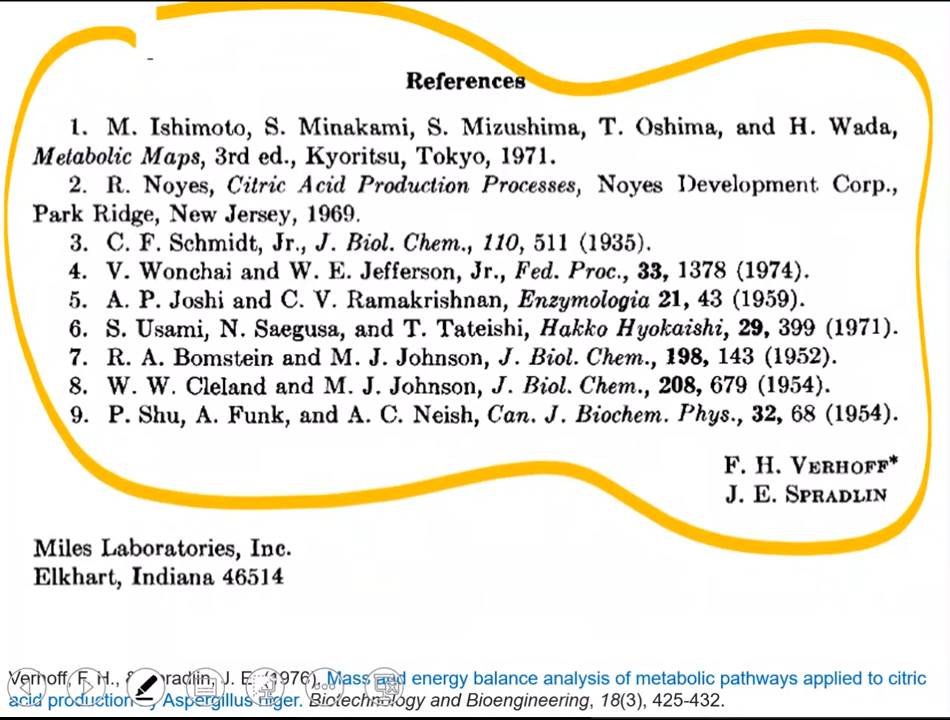 References
1. M. Ishimoto, S. Minakami, S. Mizushima, T. Oshima, and H. Wada,
Metabolic Maps, 3rd ed., Kyoritsu, Tokyo, 1971.
2. R. Noyes, Citric Acid Production Processes, Noyes Development Corp.,
Park Ridge, New Jersey, 1969.
3. C. F. Schmidt, Jr., J. Biol. Chem., 110, 511 (1935).
4. V. Wonchai and W. E. Jefferson, Jr., Fed. Proc., 33, 1378 (1974).
5. A. P. Joshi and C. V. Ramakrishnan, Enzymologia 21, 43 (1959).
6. S. Usami, N. Saegusa, and T. Tateishi, Hakko Hyokaishi, 29, 399 (1971).
7. R. A. Bomstein and M. J. Johnson, J. Biol. Chem., 198, 143 (1952).
8. W. W. Cleland and M. J. Johnson, J. Biol. Chem., 208, 679 (1954).
9. P. Shu, A. Funk, and A. C. Neish, Can. J. Biochem. Phys., 32, 68 (1954).
F. H. VERHOFF*
J. E. SPRADLIN
Miles Laboratories, Inc.
Elkhart, Indiana 46514
Verhoff, F. H., & Spradlin, J. E. (1976). Mass and energy balance analysis of metabolic pathways applied to citric
acid production by Aspergillus niger. Biotechnology and Bioengineering, 18(3), 425-432.